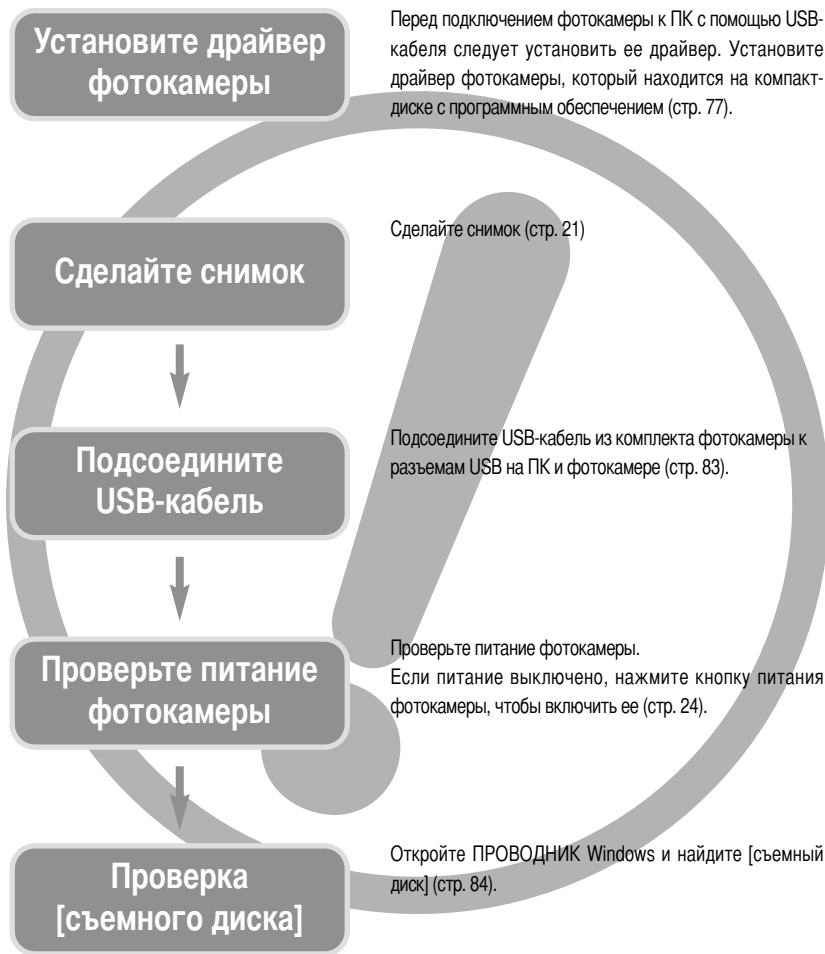 Установите драйвер
фотокамеры
Перед подключением фотокамеры к ПК с помощью USB-
кабеля следует установить ее драйвер. Установите
драйвер фотокамеры, который находится на компакт-
диске с программным обеспечением (стр. 77).
Сделайте снимок
Сделайте снимок (стр. 21)
Подсоедините
USB-кабель
Подсоедините USB-кабель из комплекта фотокамеры к
разъемам USB на ПК и фотокамере (стр. 83).
Проверьте питание
фотокамеры
Проверьте питание фотокамеры.
Если питание выключено, нажмите кнопку питания
фотокамеры, чтобы включить ее (стр. 24).
Проверка
[съемного диска]
Откройте ПРОВОДНИК Windows и найдите [съемный
диск] (стр. 84).